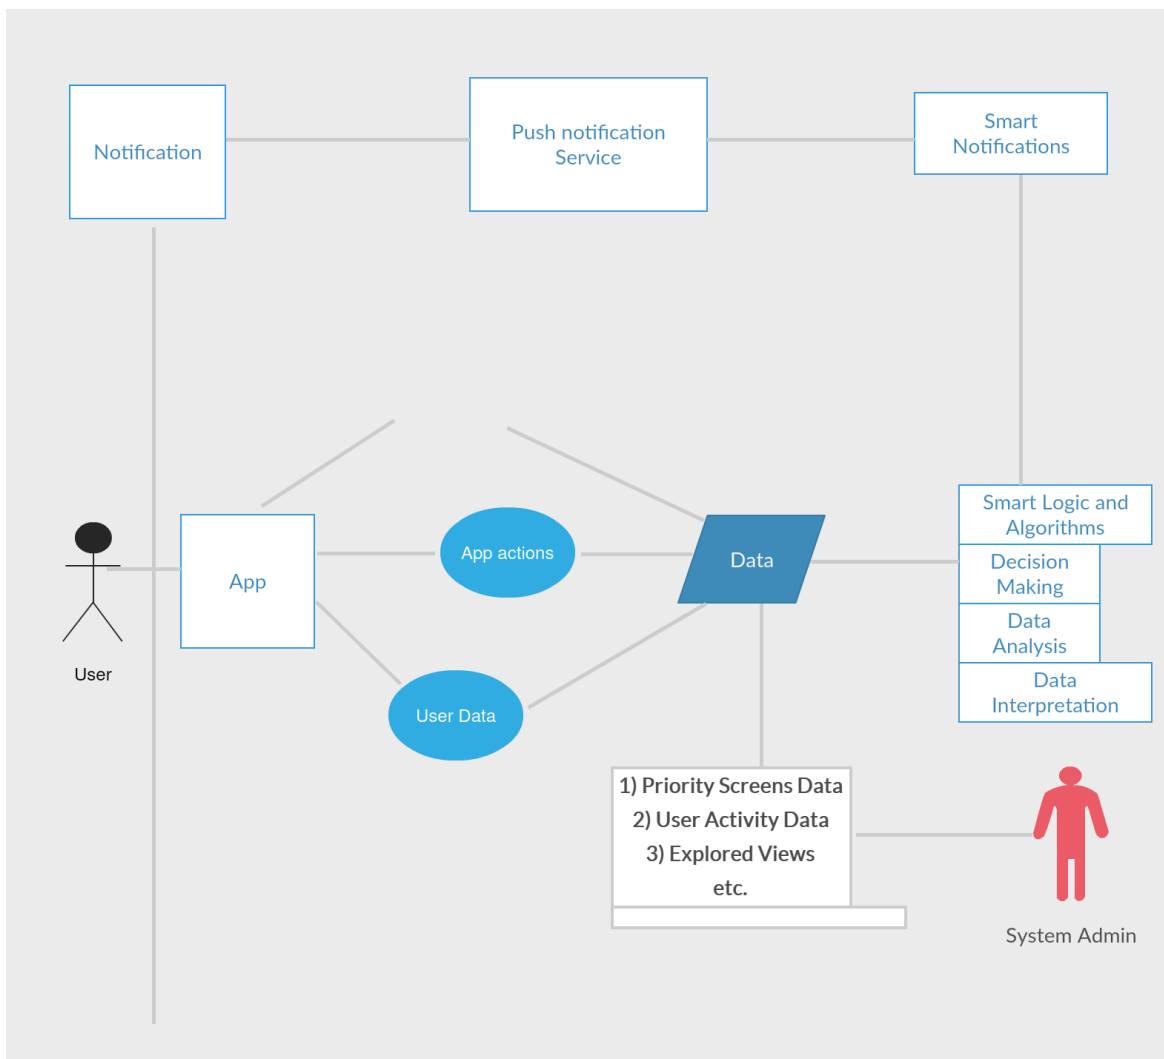 Notification
Push notification
Service
Smart
Notifications
User
App
App actions
User Data
Data
Smart Logic and
Algorithms
Decision
Making
Data
Analysis
Data
Interpretation
1) Priority Screens Data
2) User Activity Data
3) Explored Views
etc.
System Admin